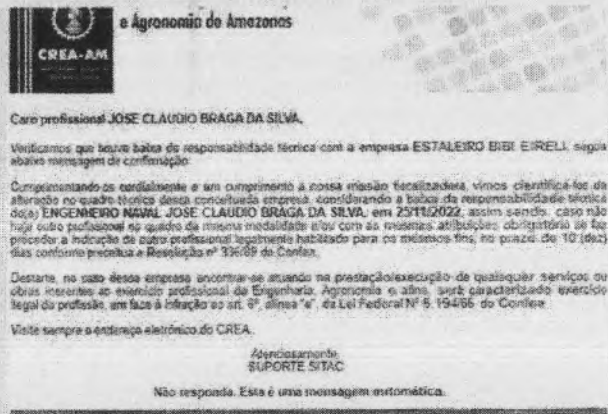 e Agronomia do Amazonas
CREA-AM
Caro profissional JOSE CLAUDIO BRAGA DA SILVA,
Verificamos que houve baixa de responsabilidade técnica com a empresa ESTALEIRO BIBI EIRELI, segue
abaixo mensagem de confirmação:
Cumprimentando-os cordialmente e em cumprimento a nossa missão fiscalizadora, vimos cientificá-los da
alteração no quadro técnico dessa conceituada empresa, considerando a baixa da responsabilidade técnica
do(a) ENGENHEIRO NAVAL JOSE CLAUDIO BRAGA DA SILVA, em 25/11/2022, assim sendo, caso não
haja outro profissional no quadro da mesma modalidade e/ou com as mesmas atribuições obrigatório se faz
proceder a indicação de outro profissional legalmente habilitado para os mesmos fins, no prazo de 10 (dez)
dias conforme preceitua a Resolução nº 336/89 do Confea.
Destarte, no caso dessa empresa encontrar-se atuando na prestação/execução de quaisquer serviços ou
obras inerentes ao exercício profissional da Engenharia, Agronomia e afins, será caracterizado exercício
ilegal da profissão, em face à infração ao art. 6º, alínea "e", da Lei Federal Nº 5.194/66 do Confea.
Visite sempre o endereço eletrônico do CREA.
Atenciosamente,
SUPORTE SITAC
Não responda. Esta é uma mensagem automática.